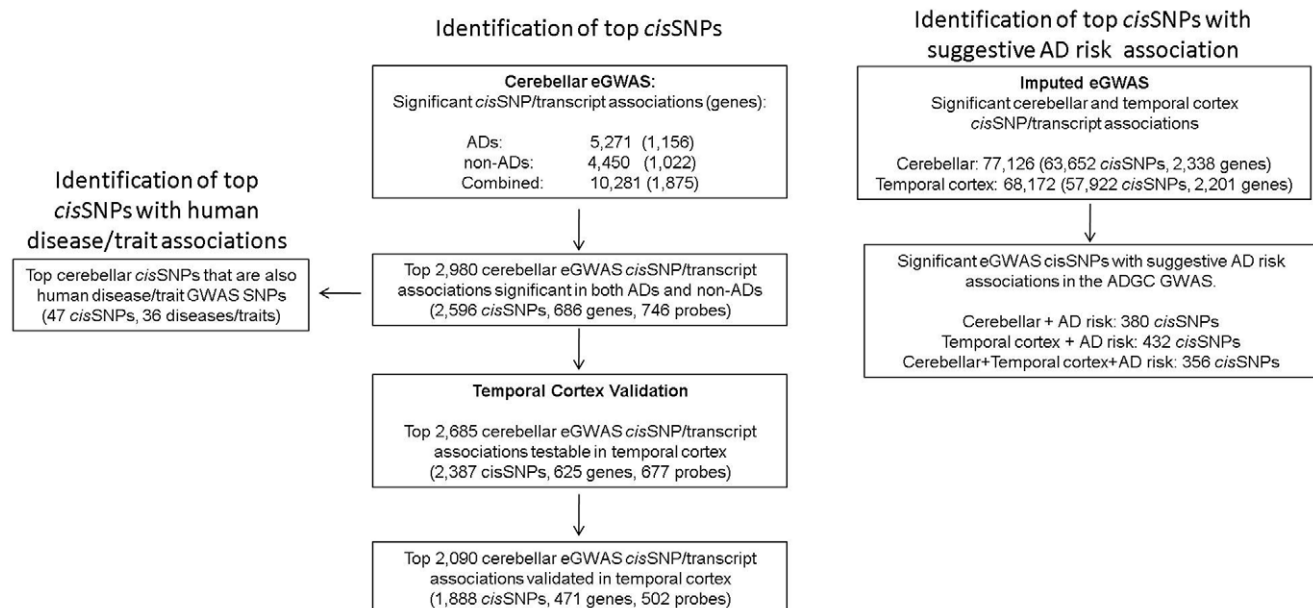 Identification of top
cisSNPs with human
disease/trait associations
Top cerebellar cisSNPs that are also
human disease/trait GWAS SNPs
(47 cisSNPs, 36 diseases/traits)
Identification of top cisSNPs
Cerebellar eGWAS:
Significant cisSNP/transcript associations (genes):
ADs: 5,271 (1,156)
non-ADs: 4,450 (1,022)
Combined: 10,281 (1,875)
Top 2,980 cerebellar eGWAS cisSNP/transcript
associations significant in both ADs and non-ADs
(2,596 cisSNPs, 686 genes, 746 probes)
Temporal Cortex Validation
Top 2,685 cerebellar eGWAS cisSNP/transcript
associations testable in temporal cortex
(2,387 cisSNPs, 625 genes, 677 probes)
Top 2,090 cerebellar eGWAS cisSNP/transcript
associations validated in temporal cortex
(1,888 cisSNPs, 471 genes, 502 probes)
Identification of top cisSNPs with
suggestive AD risk association
Imputed eGWAS
Significant cerebellar and temporal cortex
cisSNP/transcript associations
Cerebellar: 77,126 (63,652 cisSNPs, 2,338 genes)
Temporal cortex: 68,172 (57,922 cisSNPs, 2,201 genes)
Significant eGWAS cisSNPs with suggestive AD risk
associations in the ADGC GWAS.
Cerebellar + AD risk: 380 cisSNPs
Temporal cortex + AD risk: 432 cisSNPs
Cerebellar+Temporal cortex+AD risk: 356 cisSNPs